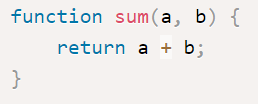 function sum(a, b) {
    return a + b;
}